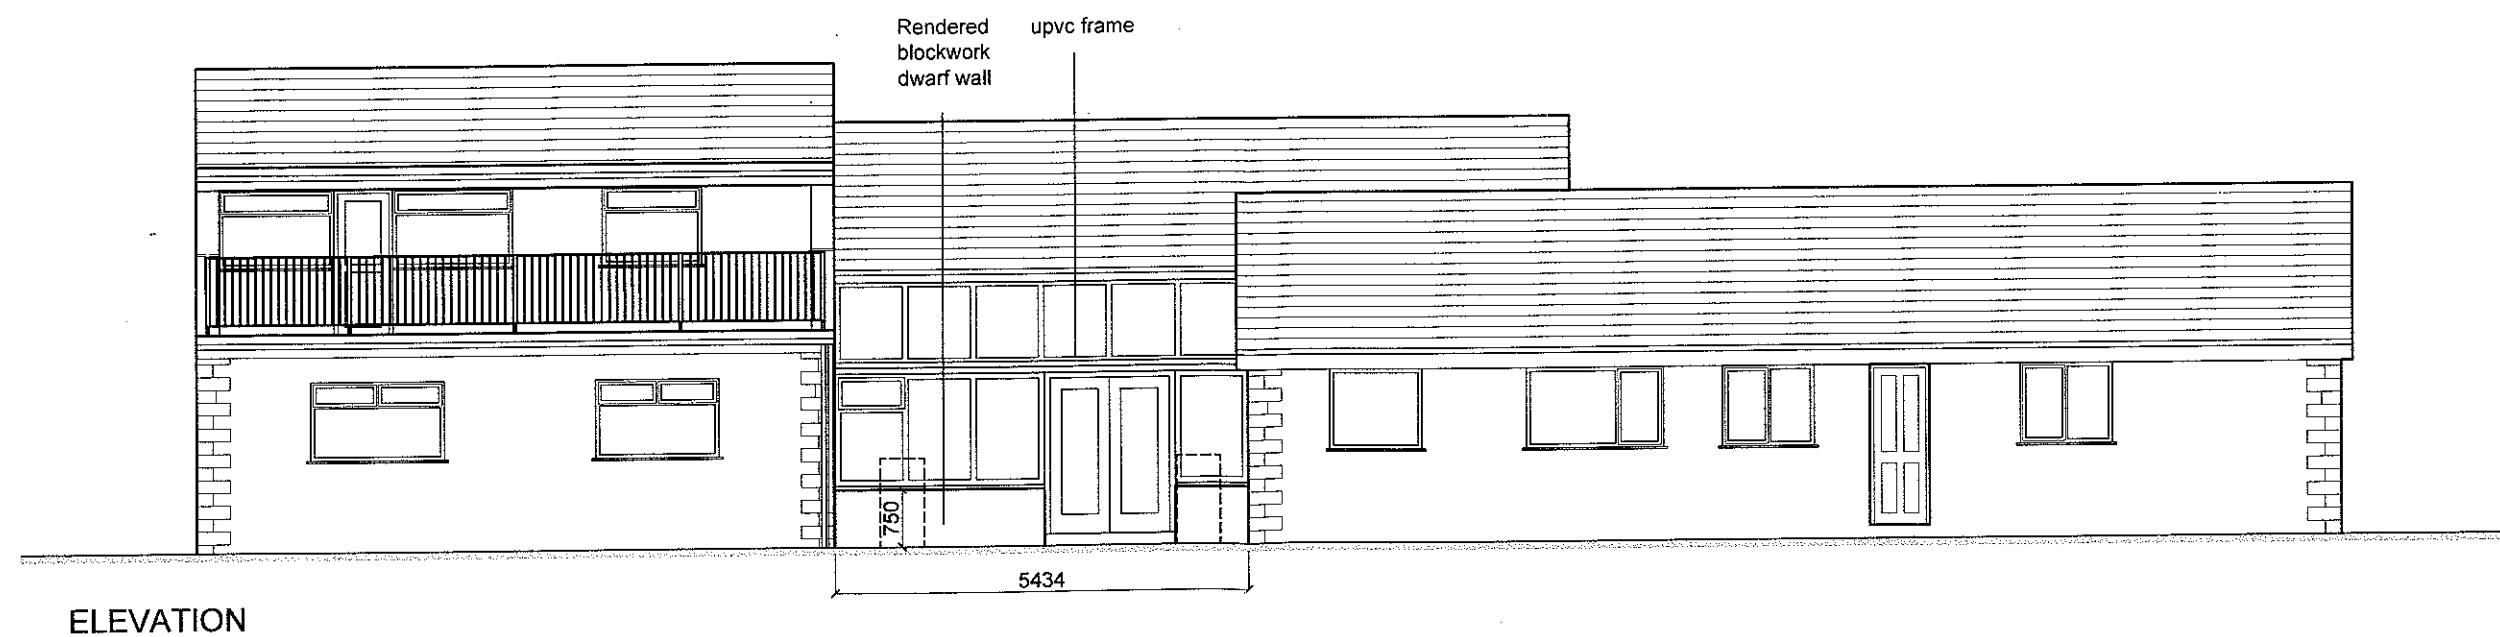 Rendered
blockwork
dwarf wall
upvc frame
750
5434
ELEVATION